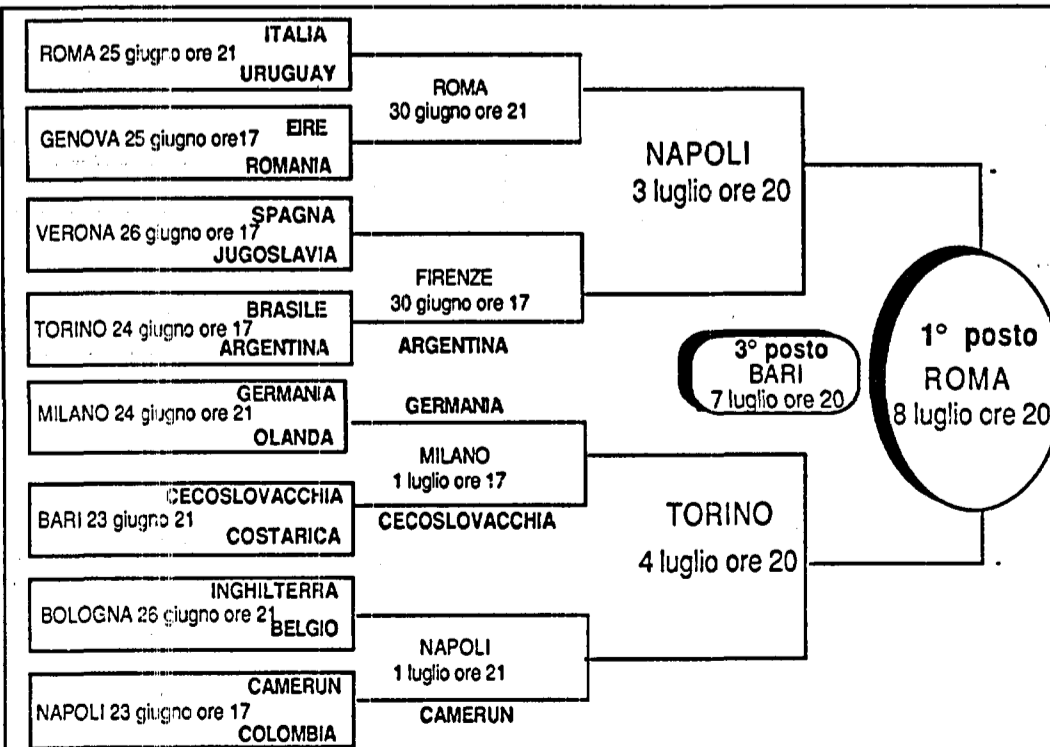 ITALIA
ROMA 25 giugno ore 21
URUGUAY
EIRE
GENOVA 25 giugno ore17
ROMANIA
SPAGNA
VERONA 26 giugno ore 17
JUGOSLAVIA
BRASILE
TORINO 24 giugno ore 17
ARGENTINA
GERMANIA
MILANO 24 giugno ore 21
OLANDA
CECOSLOVACCHIA
BARI 23 giugno 21
COSTARICA
INGHILTERRA
BOLOGNA 26 giugno ore 21
BELGIO
CAMERUN
NAPOLI 23 giugno ore 17
COLOMBIA
ROMA
30 giugno ore 21
FIRENZE
30 giugno ore 17
ARGENTINA
GERMANIA
MILANO
1 luglio ore 17
CECOSLOVACCHIA
NAPOLI
1 luglio ore 21
CAMERUN
NAPOLI
3 luglio ore 20
TORINO
4 luglio ore 20
3° posto
BARI
7 luglio ore 20
1° posto
ROMA
8 luglio ore 20